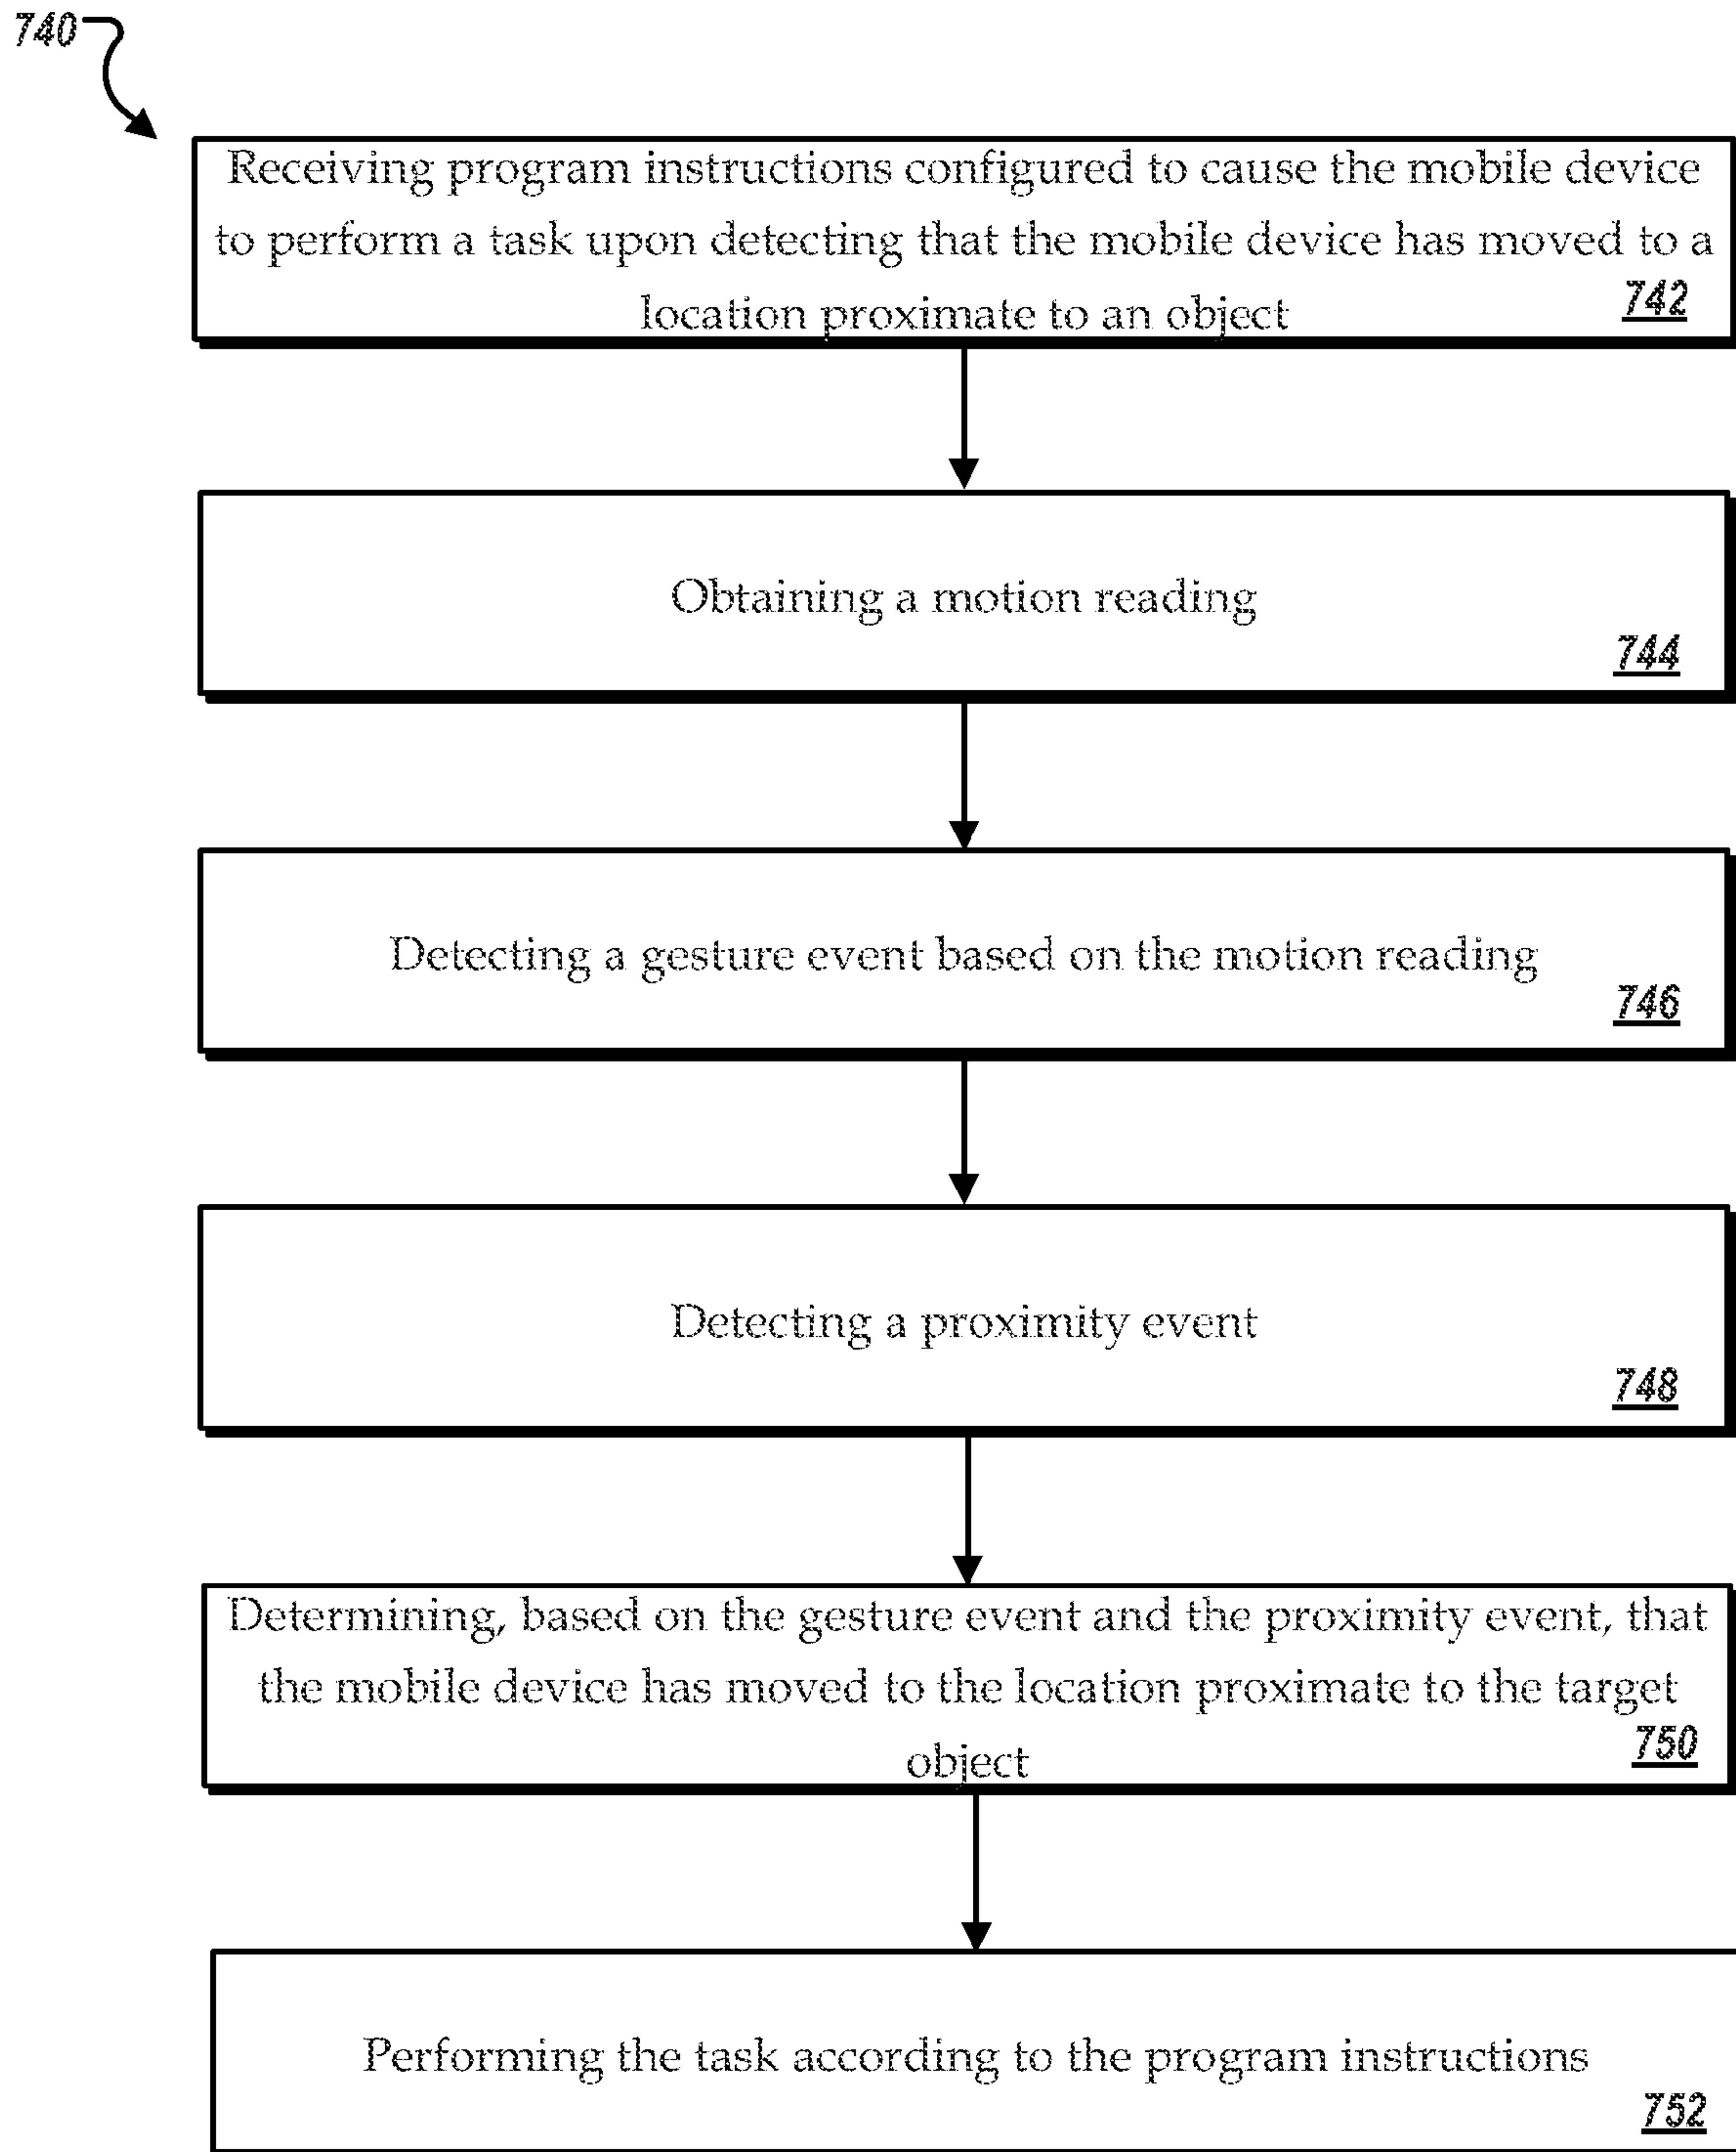 740
Receiving program instructions configured to cause the mobile device
to perform a task upon detecting that the mobile device has moved to a
location proximate to an object
742
Obtaining a motion reading
744
Detecting a gesture event based on the motion reading
746
Detecting a proximity event
748
Determining, based on the gesture event and the proximity event, that
the mobile device has moved to the location proximate to the target
object
750
Performing the task according to the program instructions
752